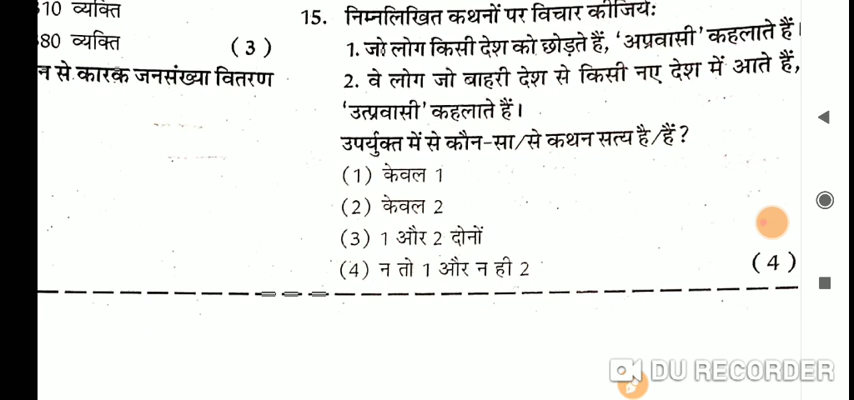 310 व्यक्ति
380 व्यक्ति (3)
न से कारक जनसंख्या वितरण
15. निम्नलिखित कथनों पर विचार कीजिये:
1. जो लोग किसी देश को छोड़ते हैं, 'अप्रवासी' कहलाते हैं।
2. वे लोग जो बाहरी देश से किसी नए देश में आते हैं,
'उत्प्रवासी' कहलाते हैं।
उपर्युक्त में से कौन-सा/से कथन सत्य है/हैं?
(1) केवल 1
(2) केवल 2
(3) 1 और 2 दोनों
(4) न तो 1 और न ही 2 (4)
DU RECORDER